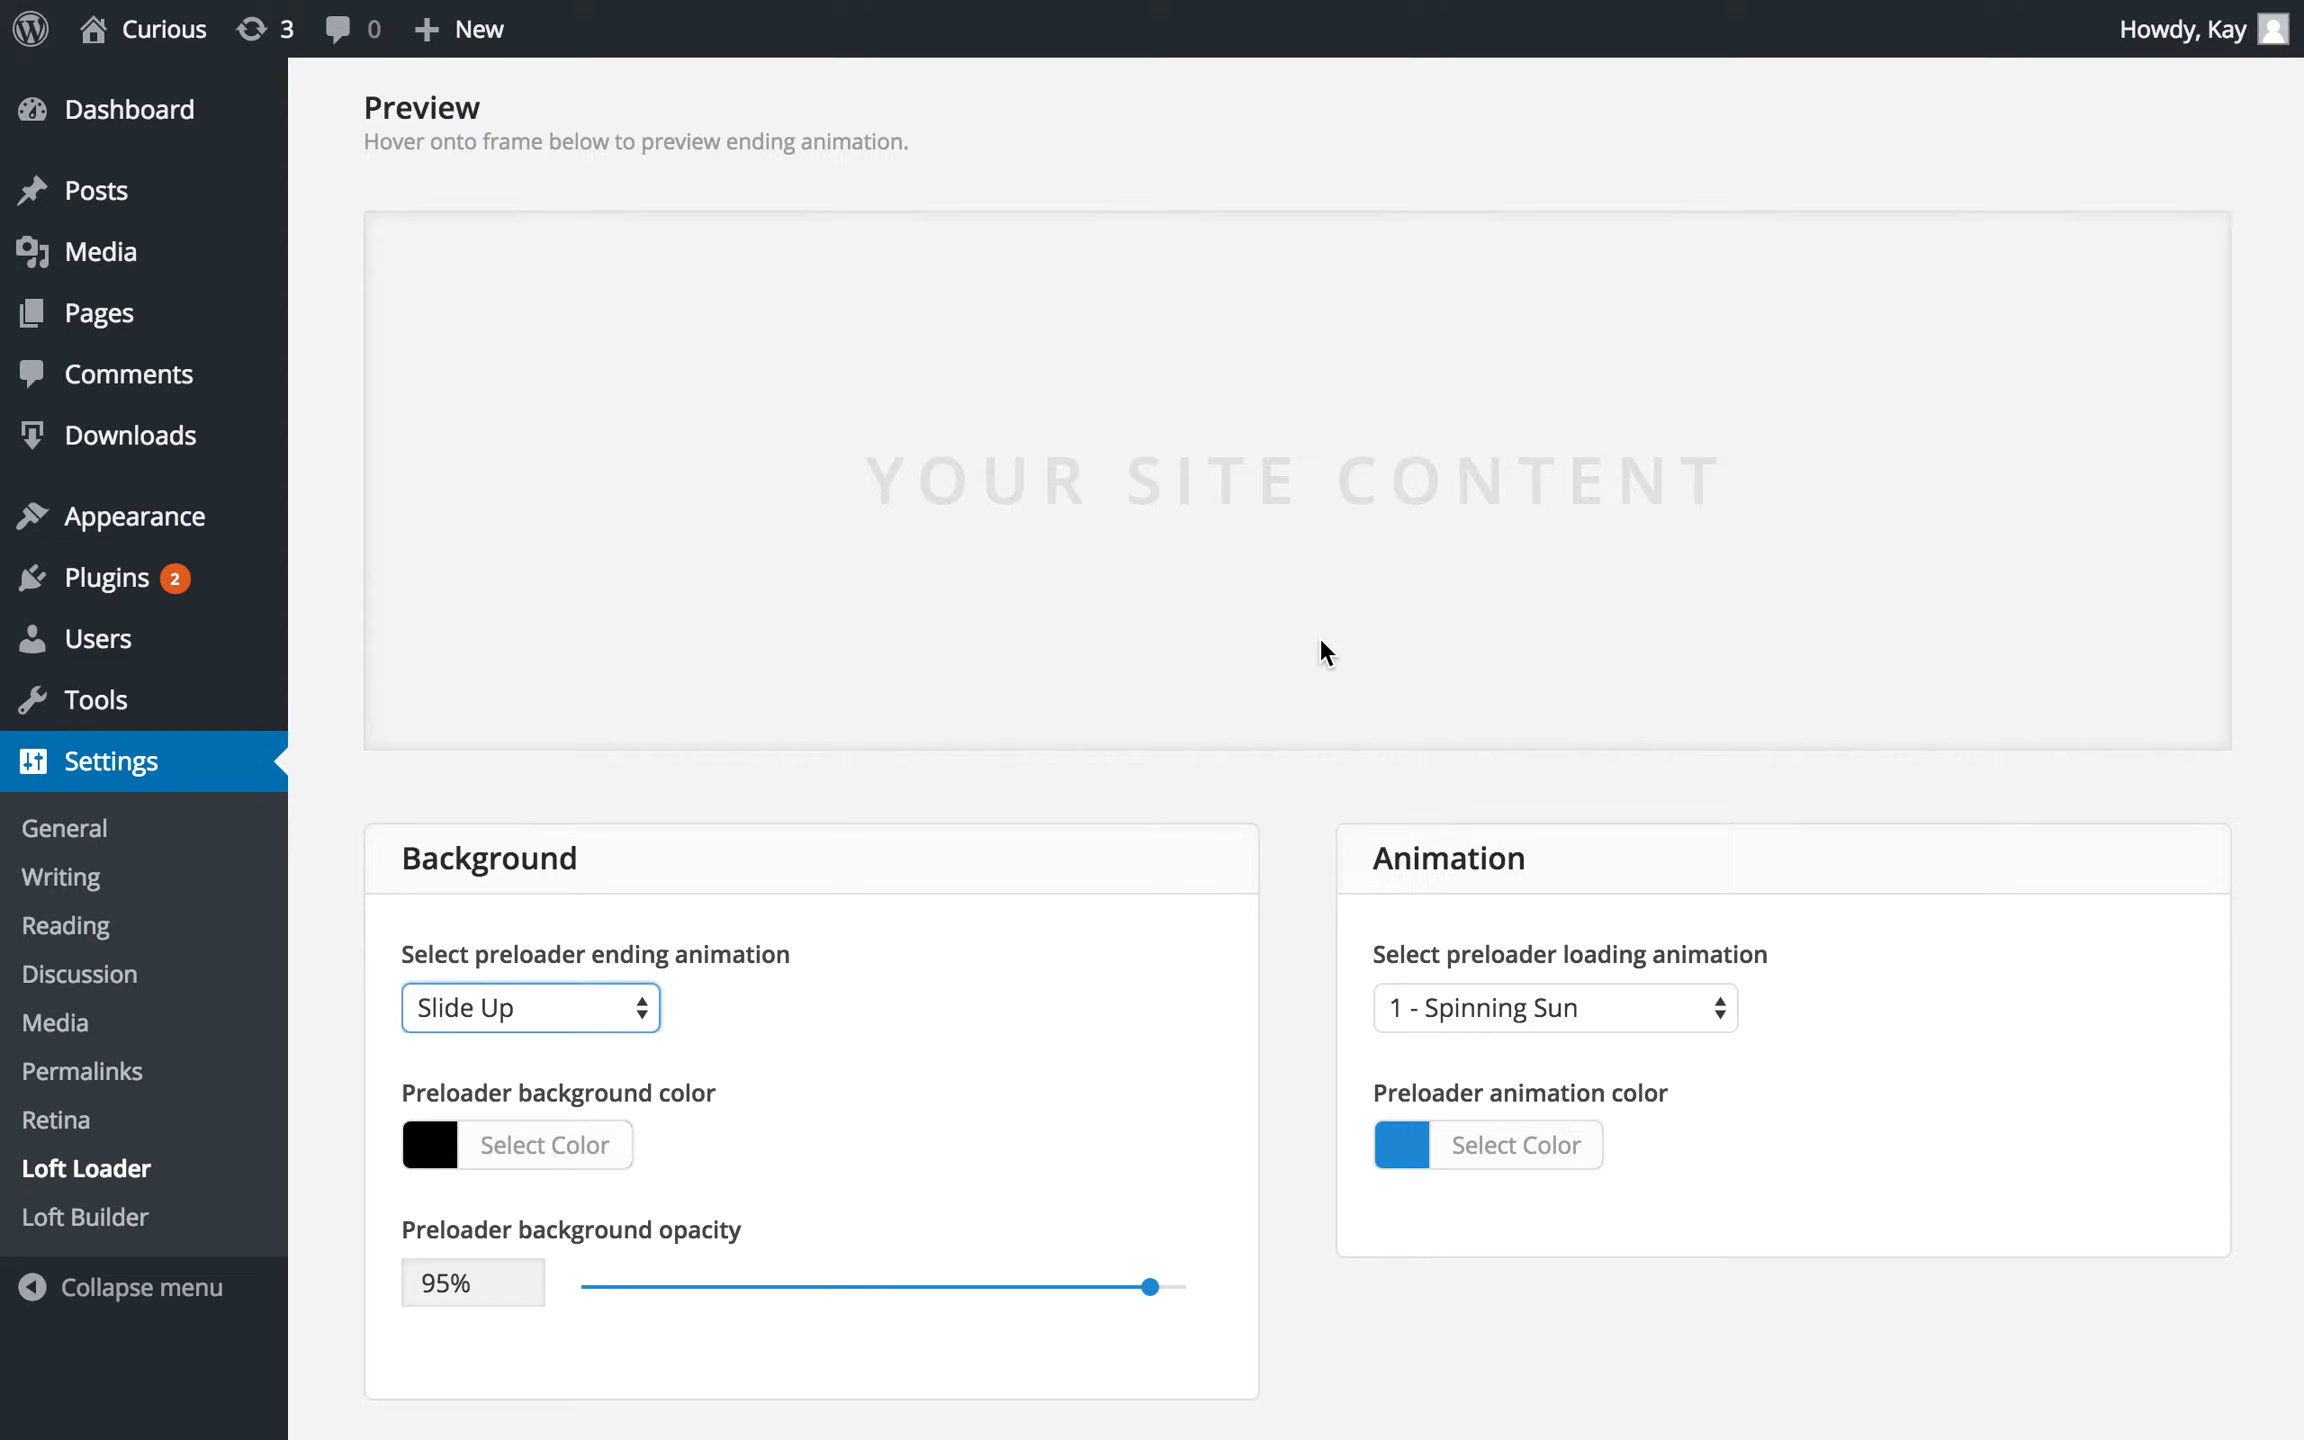 Curious 3 0 New Howdy, Kay
Dashboard
Posts
Media
Pages
Comments
Downloads
Appearance
Plugins 2
Users
Tools
Settings
General
Writing
Reading
Discussion
Media
Permalinks
Retina
Loft Loader
Loft Builder
Collapse menu
Preview
Hover onto frame below to preview ending animation.
YOUR SITE CONTENT
Background
Select preloader ending animation
Slide Up
Preloader background color
Select Color
Preloader background opacity
95%
Animation
Select preloader loading animation
1 - Spinning Sun
Preloader animation color
Select Color